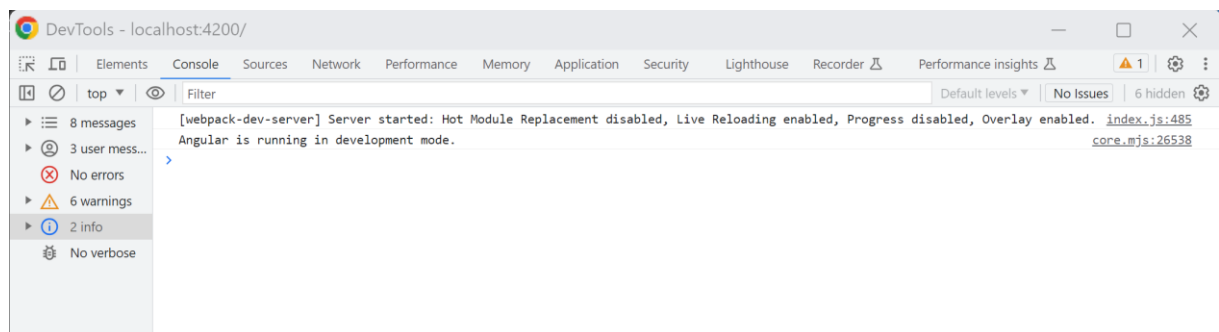 DevTools - localhost:4200/
Elements Console Sources Network Performance Memory Application Security Lighthouse Recorder Performance insights 1
top Filter Default levels No Issues 6 hidden
8 messages
3 user mess...
No errors
6 warnings
2 info
No verbose
[webpack-dev-server] Server started: Hot Module Replacement disabled, Live Reloading enabled, Progress disabled, Overlay enabled. index.js:485
Angular is running in development mode. core.mjs:26538
>